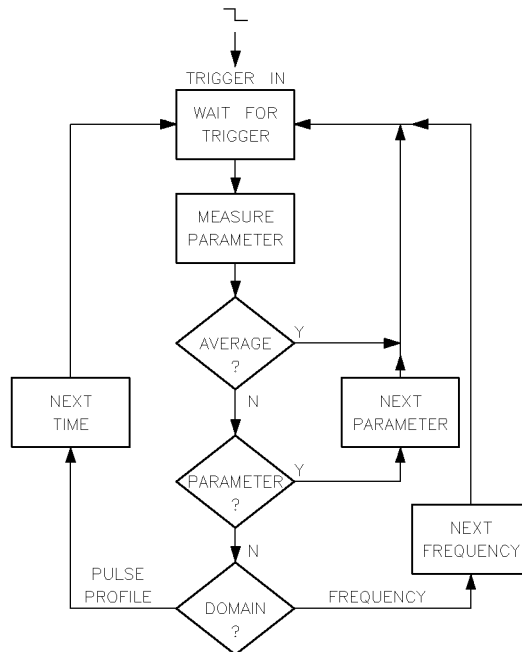 TRIGGER IN
WAIT FOR
TRIGGER
MEASURE
PARAMETER
AVERAGE
?
Y
N
NEXT
TIME
NEXT
PARAMETER
PARAMETER
?
Y
N
NEXT
FREQUENCY
PULSE
PROFILE
DOMAIN
?
FREQUENCY